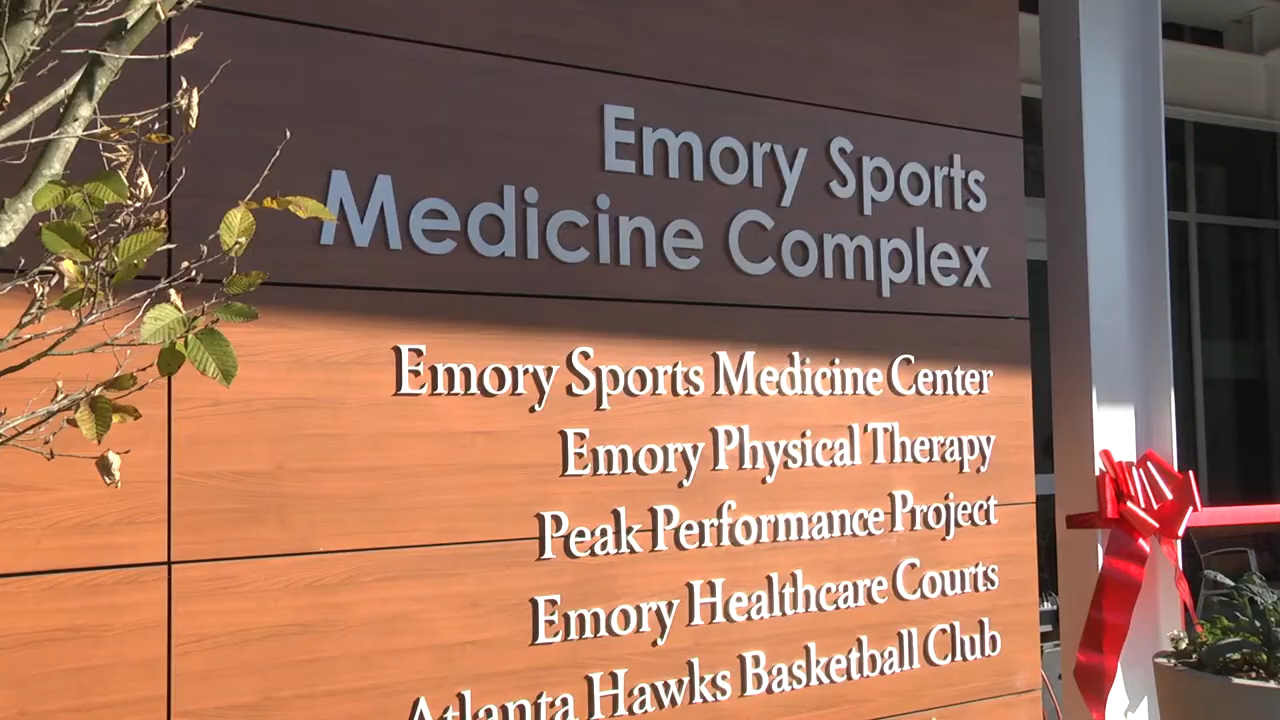 Emory Sports
Medicine Complex
Emory Sports Medicine Center
Emory Physical Therapy
Peak Performance Project
Emory Healthcare Courts
Atlanta Hawks Basketball Club